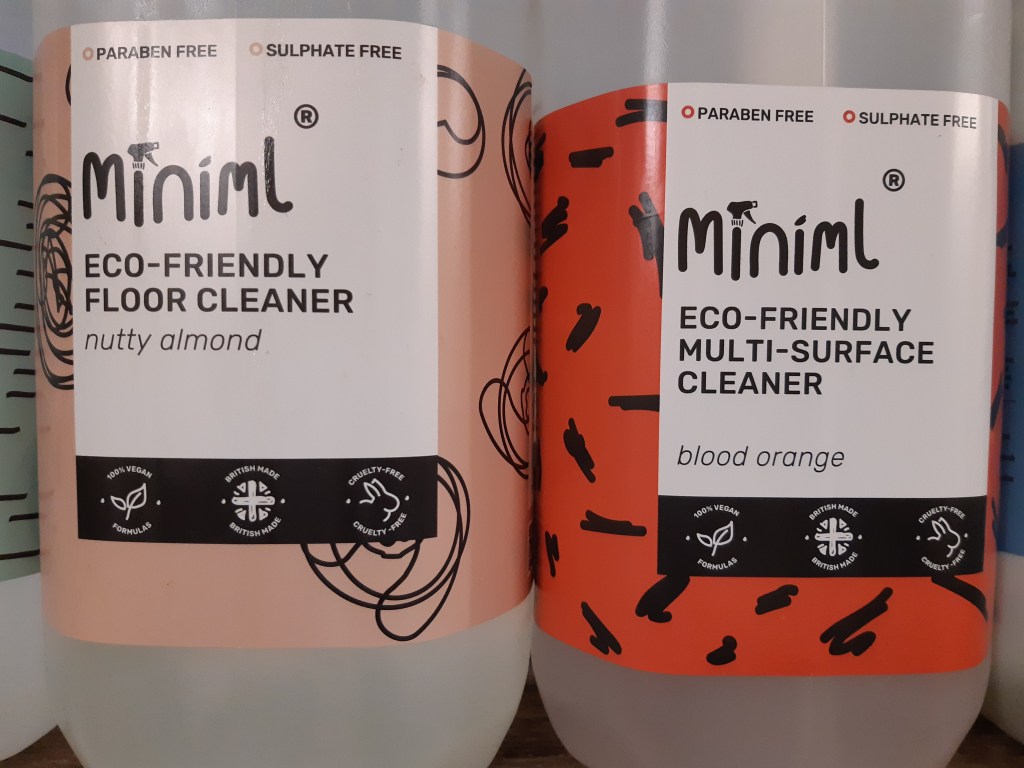 PARABEN FREE SULPHATE FREE
miníml ®
ECO-FRIENDLY
FLOOR CLEANER
nutty almond
100% VEGAN
FORMULAS
BRITISH MADE
BRITISH MADE
CRUELTY-FREE
CRUELTY-FREE
PARABEN FREE SULPHATE FREE
miníml ®
ECO-FRIENDLY
MULTI-SURFACE
CLEANER
blood orange
100% VEGAN
FORMULAS
BRITISH MADE
BRITISH MADE
CRUELTY-FREE
CRUELTY-FREE